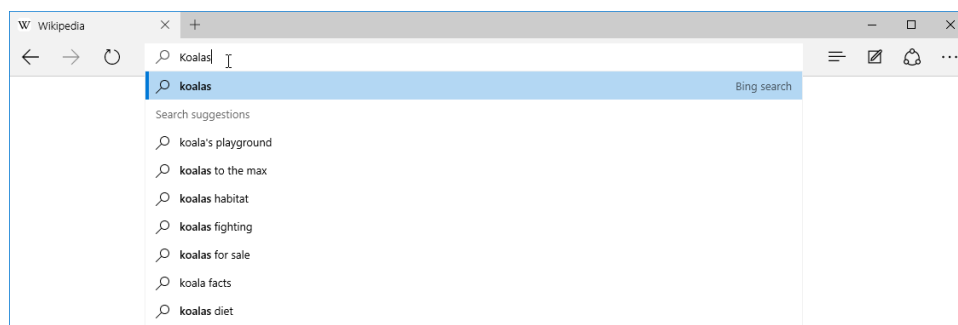 W Wikipedia
Koalas
koalas Bing search
Search suggestions
koala's playground
koalas to the max
koalas habitat
koalas fighting
koalas for sale
koala facts
koalas diet